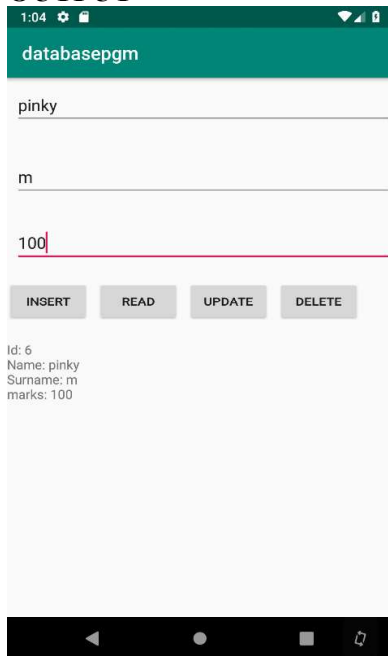 OUTPUT
1:04
databasepgm
pinky
m
100
INSERT READ UPDATE DELETE
Id: 6
Name: pinky
Surname: m
marks: 100